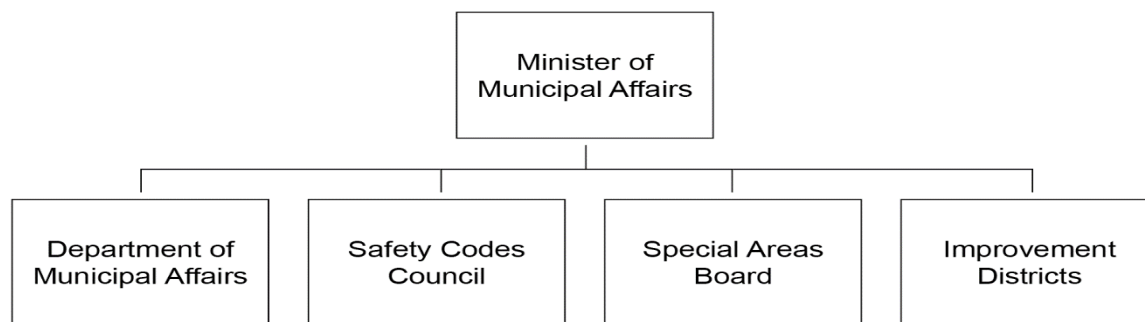 Minister of
Municipal Affairs
Department of
Municipal Affairs
Safety Codes
Council
Special Areas
Board
Improvement
Districts